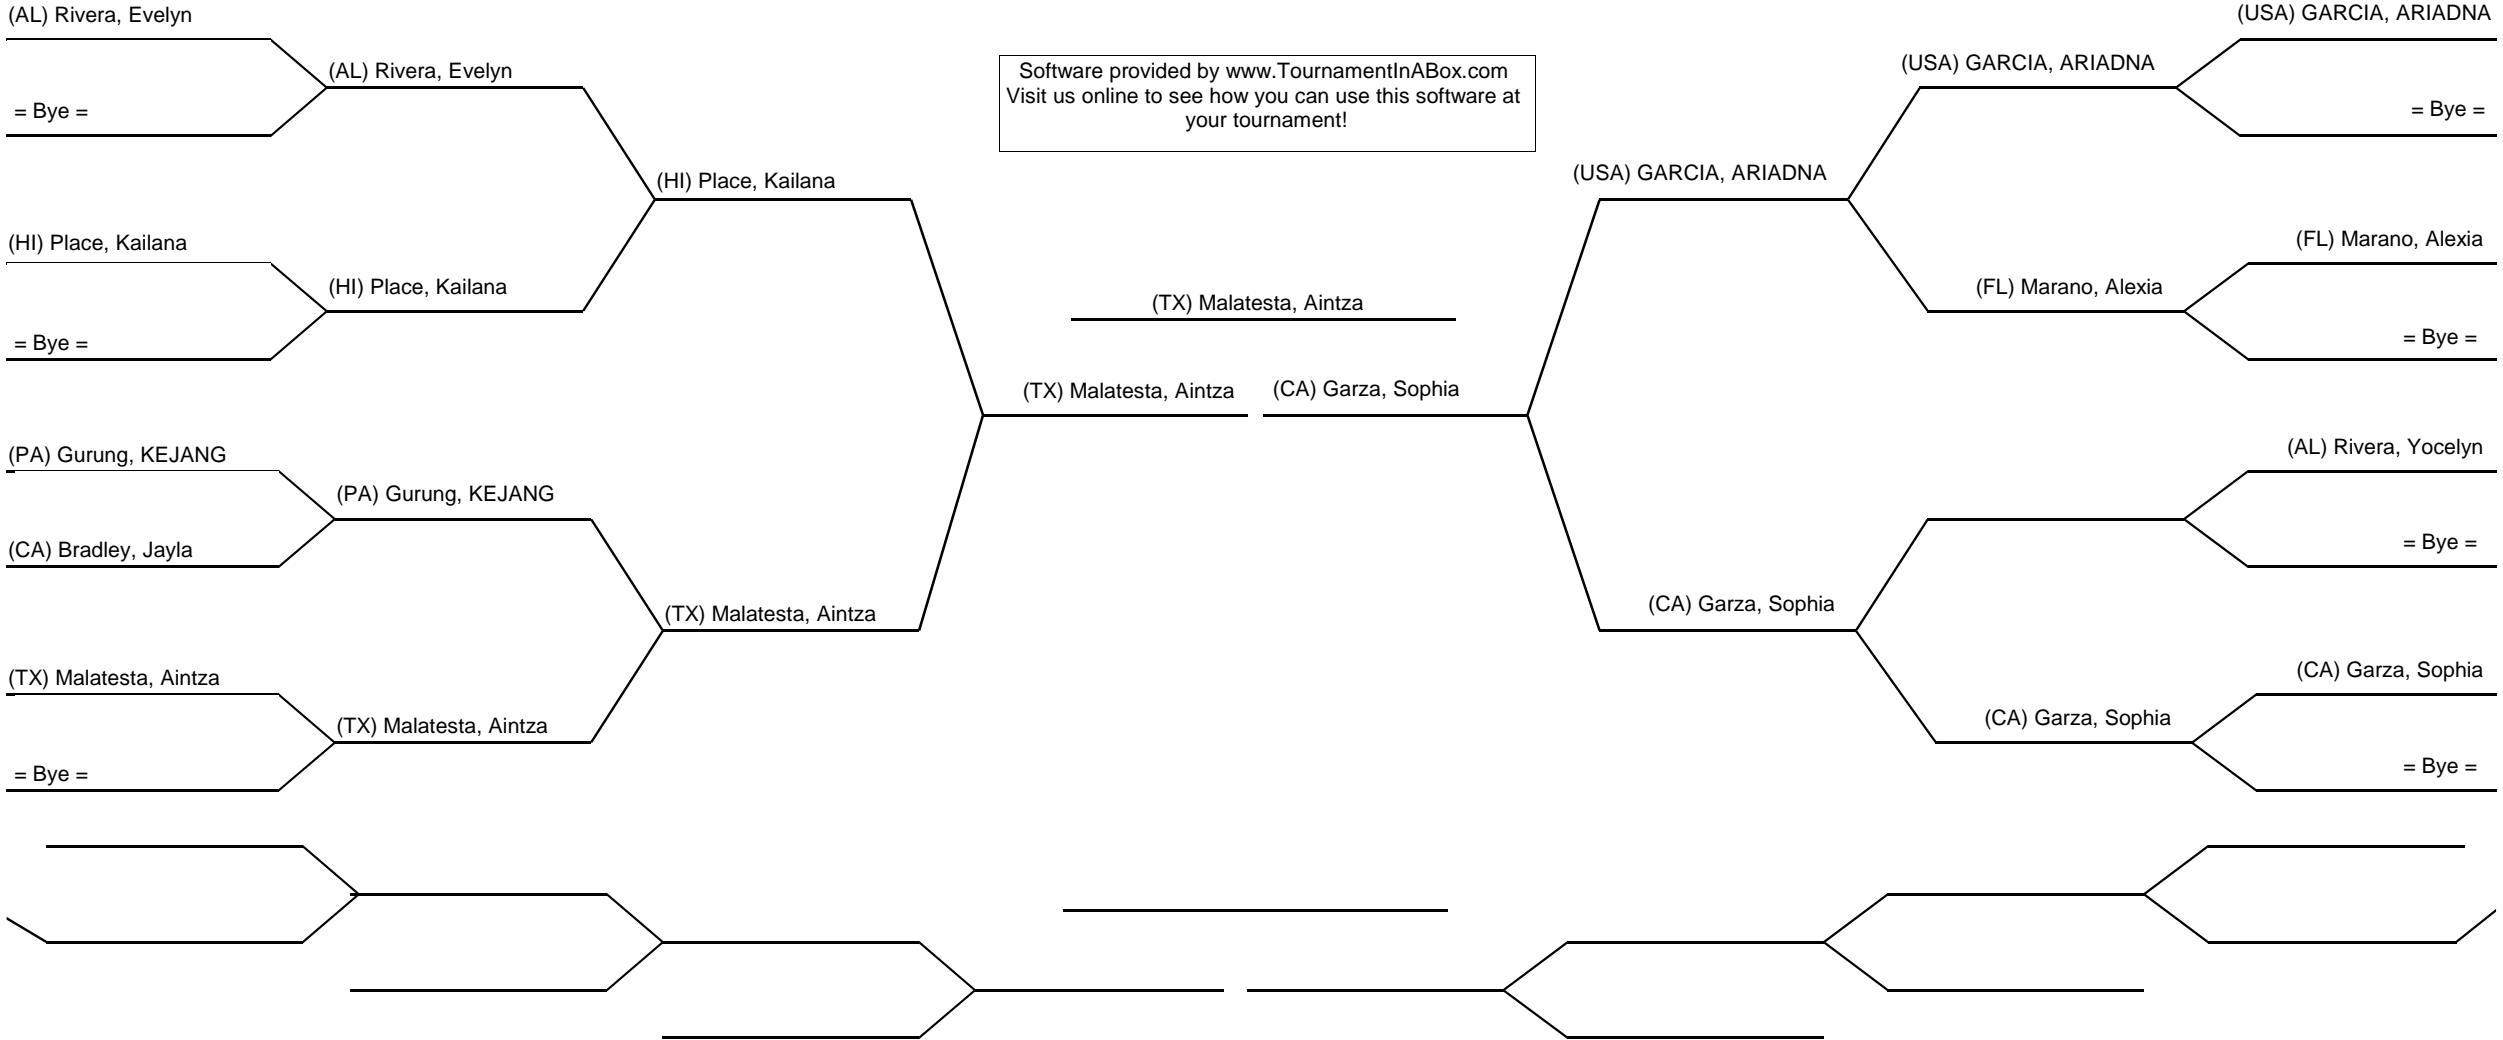 (AL) Rivera, Evelyn
= Bye =
(HI) Place, Kailana
= Bye =
(PA) Gurung, KEJANG
(CA) Bradley, Jayla
(TX) Malatesta, Aintza
= Bye =
(AL) Rivera, Evelyn
(HI) Place, Kailana
(PA) Gurung, KEJANG
(TX) Malatesta, Aintza
(HI) Place, Kailana
(TX) Malatesta, Aintza
Software provided by www.TournamentInABox.com
Visit us online to see how you can use this software at
your tournament!
(TX) Malatesta, Aintza
(TX) Malatesta, Aintza
(CA) Garza, Sophia
(USA) GARCIA, ARIADNA
(CA) Garza, Sophia
(USA) GARCIA, ARIADNA
(FL) Marano, Alexia
(CA) Garza, Sophia
(USA) GARCIA, ARIADNA
= Bye =
(FL) Marano, Alexia
= Bye =
(AL) Rivera, Yocelyn
= Bye =
(CA) Garza, Sophia
= Bye =